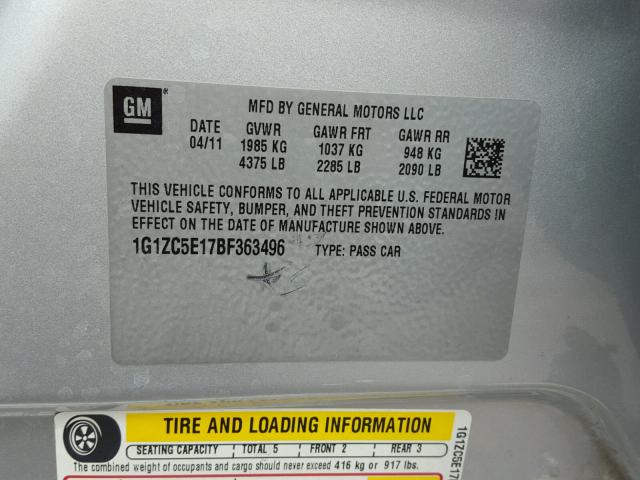 GM®
MFD BY GENERAL MOTORS LLC
DATE GVWR GAWR FRT GAWR RR
04/11 1985 KG 1037 KG 948 KG
4375 LB 2285 LB 2090 LB
THIS VEHICLE CONFORMS TO ALL APPLICABLE U.S. FEDERAL MOTOR
VEHICLE SAFETY, BUMPER, AND THEFT PREVENTION STANDARDS IN
EFFECT ON THE DATE OF MANUFACTURE SHOWN ABOVE.
1G1ZC5E17BF363496 TYPE: PASS CAR
TIRE AND LOADING INFORMATION
SEATING CAPACITY TOTAL 5 FRONT 2 REAR 3
The combined weight of occupants and cargo should never exceed 416 kg or 917 lbs.
1G1ZC5E17